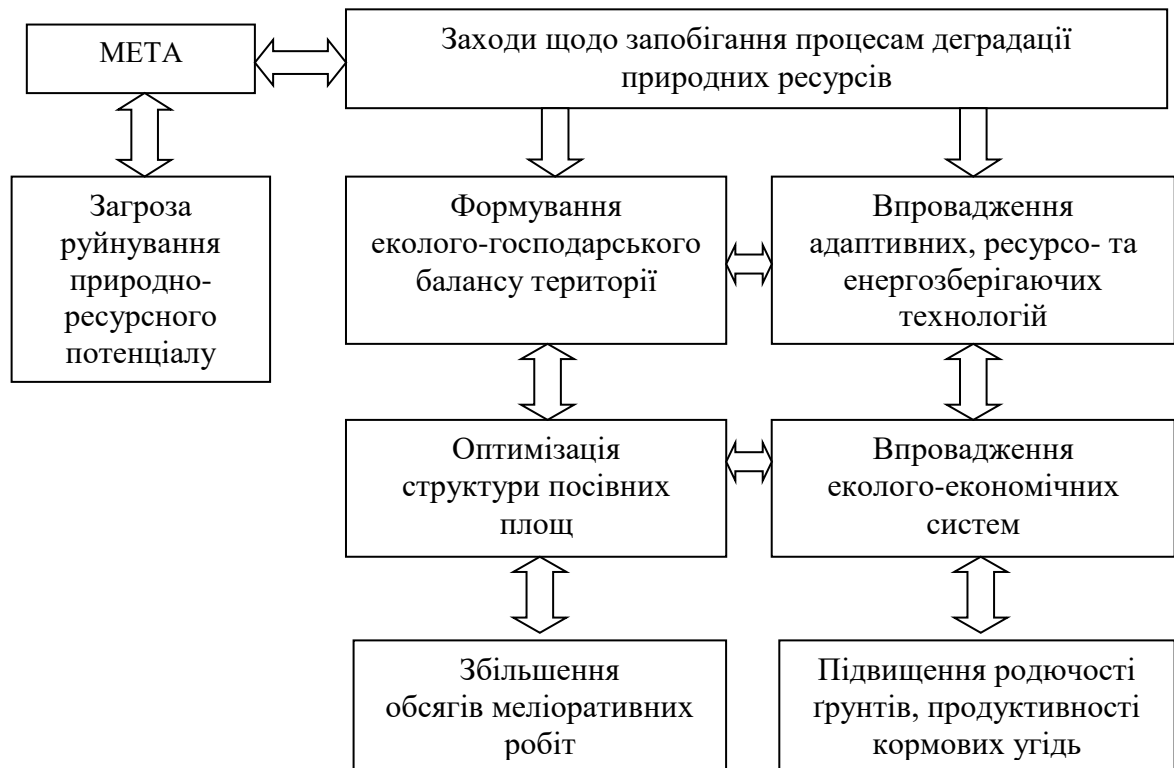 МЕТА
Заходи щодо запобігання процесам деградації
природних ресурсів
Загроза
руйнування
природно-
ресурсного
потенціалу
Формування
еколого-господарського
балансу території
Впровадження
адаптивних, ресурсо- та
енергозберігаючих
технологій
Оптимізація
структури посівних
площ
Впровадження
еколого-економічних
систем
Збільшення
обсягів меліоративних
робіт
Підвищення родючості
ґрунтів, продуктивності
кормових угідь